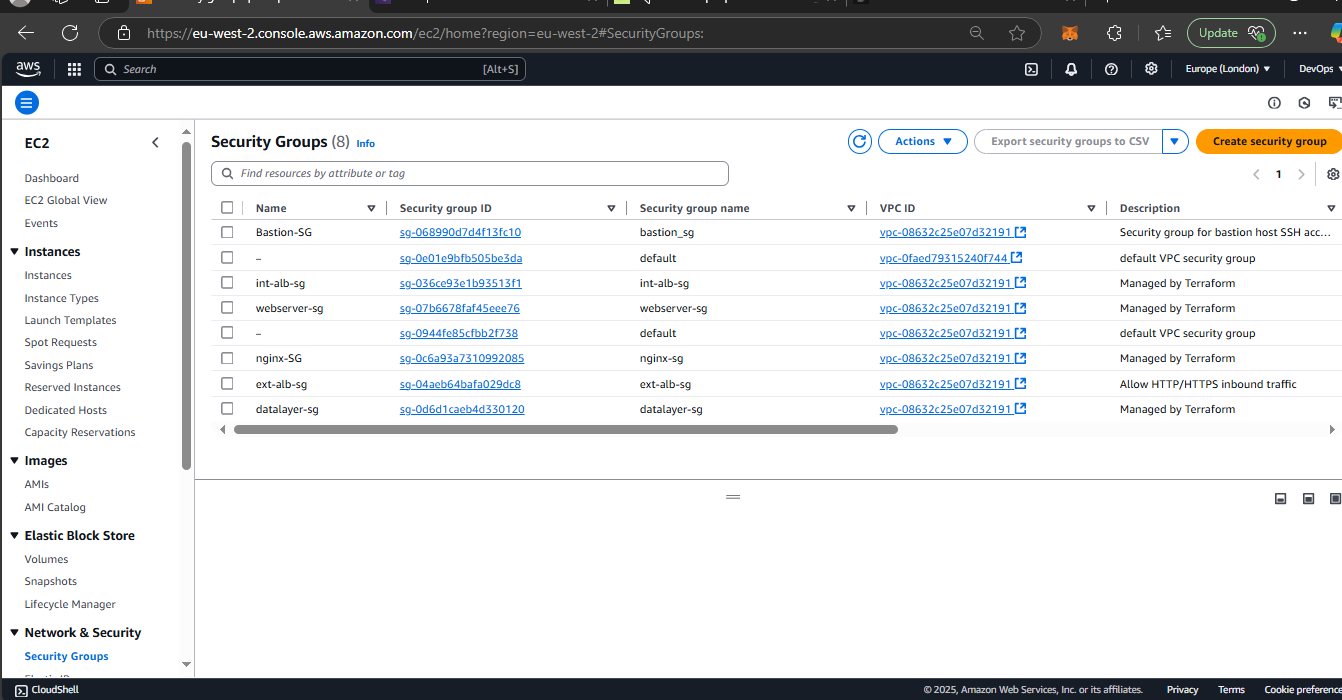 https://eu-west-2.console.aws.amazon.com/ec2/home?region=eu-west-2#SecurityGroups:
Update
aws
Search
[Alt+S]
Europe (London)
DevOps
EC2
Dashboard
EC2 Global View
Events
Instances
Instances
Instance Types
Launch Templates
Spot Requests
Savings Plans
Reserved Instances
Dedicated Hosts
Capacity Reservations
Images
AMIs
AMI Catalog
Elastic Block Store
Volumes
Snapshots
Lifecycle Manager
Network & Security
Security Groups
Security Groups (8) Info
Actions
Export security groups to CSV
Create security group
Find resources by attribute or tag
1
Name Security group ID Security group name VPC ID Description
Bastion-SG sg-068990d7d4f13fc10 bastion_sg vpc-08632c25e07d32191 Security group for bastion host SSH acc...
– sg-0e01e9bfb505be3da default vpc-0faed79315240f744 default VPC security group
int-alb-sg sg-036ce93e1b93513f1 int-alb-sg vpc-08632c25e07d32191 Managed by Terraform
webserver-sg sg-07b6678faf45eee76 webserver-sg vpc-08632c25e07d32191 Managed by Terraform
– sg-0944fe85cfbb2f738 default vpc-08632c25e07d32191 default VPC security group
nginx-SG sg-0c6a93a7310992085 nginx-sg vpc-08632c25e07d32191 Managed by Terraform
ext-alb-sg sg-04aeb64bafa029dc8 ext-alb-sg vpc-08632c25e07d32191 Allow HTTP/HTTPS inbound traffic
datalayer-sg sg-0d6d1caeb4d330120 datalayer-sg vpc-08632c25e07d32191 Managed by Terraform
CloudShell
© 2025, Amazon Web Services, Inc. or its affiliates.
Privacy
Terms
Cookie preference